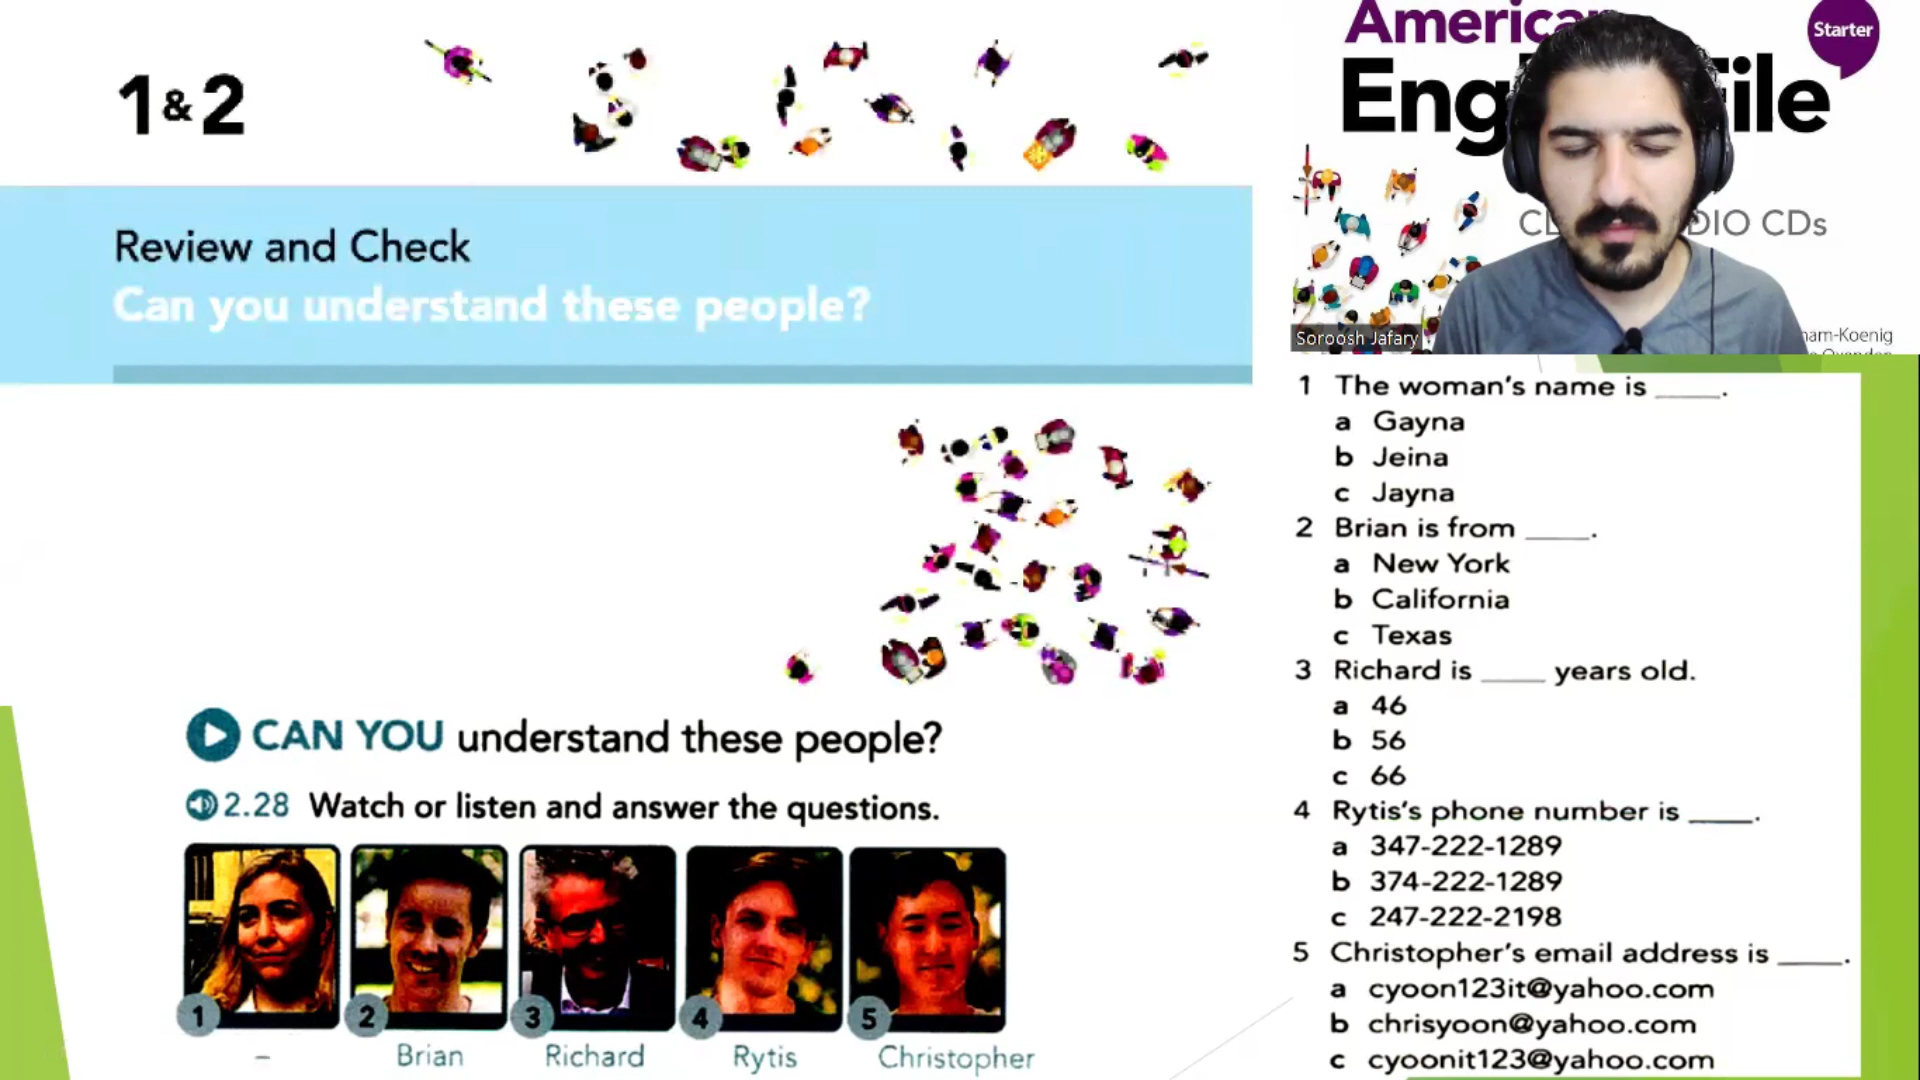 1 & 2
Review and Check
Can you understand these people?
CAN YOU understand these people?
2.28 Watch or listen and answer the questions.
1
2
3
4
5
–
Brian
Richard
Rytis
Christopher
American
Starter
Eng ile
DIO CDs
Soroosh Jafary
ham-Koenig
1 The woman's name is ____.
a Gayna
b Jeina
c Jayna
2 Brian is from ____.
a New York
b California
c Texas
3 Richard is ____ years old.
a 46
b 56
c 66
4 Rytis's phone number is ____.
a 347-222-1289
b 374-222-1289
c 247-222-2198
5 Christopher's email address is ____.
a cyoon123it@yahoo.com
b chrisyoon@yahoo.com
c cyoonit123@yahoo.com